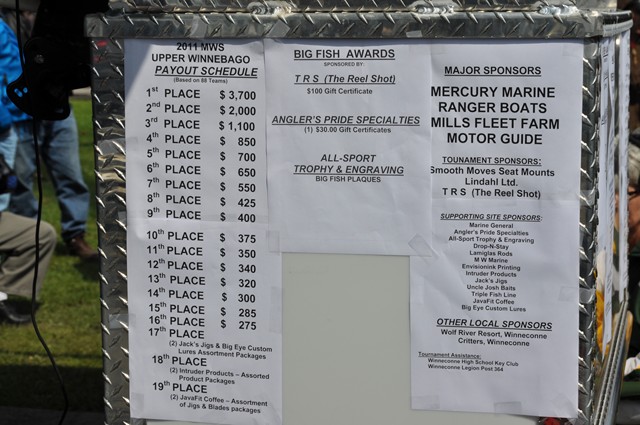 2011 MWS
UPPER WINNEBAGO
PAYOUT SCHEDULE
(Based on 88 Teams)
1st PLACE $ 3,700
2nd PLACE $ 2,000
3rd PLACE $ 1,100
4th PLACE $ 850
5th PLACE $ 700
6th PLACE $ 650
7th PLACE $ 550
8th PLACE $ 425
9th PLACE $ 400
10th PLACE $ 375
11th PLACE $ 350
12th PLACE $ 340
13th PLACE $ 320
14th PLACE $ 300
15th PLACE $ 285
16th PLACE $ 275
17th PLACE
(2) Jack's Jigs & Big Eye Custom
Lures Assortment Packages
18th PLACE
(2) Intruder Products – Assorted
Product Packages
19th PLACE
(2) JavaFit Coffee – Assortment
of Jigs & Blades packages
BIG FISH AWARDS
SPONSORED BY:
T R S (The Reel Shot)
$100 Gift Certificate
ANGLER'S PRIDE SPECIALTIES
(1) $30.00 Gift Certificates
ALL-SPORT
TROPHY & ENGRAVING
BIG FISH PLAQUES
MAJOR SPONSORS
MERCURY MARINE
RANGER BOATS
MILLS FLEET FARM
MOTOR GUIDE
TOUNAMENT SPONSORS:
Smooth Moves Seat Mounts
Lindahl Ltd.
T R S (The Reel Shot)
SUPPORTING SITE SPONSORS:
Marine General
Angler's Pride Specialties
All-Sport Trophy & Engraving
Drop-N-Stay
Lamiglas Rods
M W Marine
Envisionink Printing
Intruder Products
Jack's Jigs
Uncle Josh Baits
Triple Fish Line
JavaFit Coffee
Big Eye Custom Lures
OTHER LOCAL SPONSORS
Wolf River Resort, Winneconne
Critters, Winneconne
Tournament Assistance:
Winneconne High School Key Club
Winneconne Legion Post 364